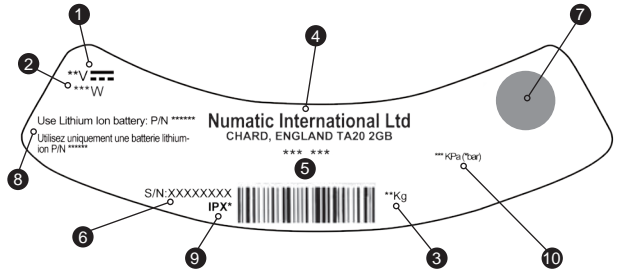 1
4
7
2
**V
***W
Use Lithium Ion battery: P/N ******
Utilisez uniquement une batterie lithium-
ion P/N ******
8
Numatic International Ltd
CHARD, ENGLAND TA20 2GB
*** ***
5
*** KPa (*bar)
S/N:XXXXXXXX
IPX*
**Kg
6
9
3
10